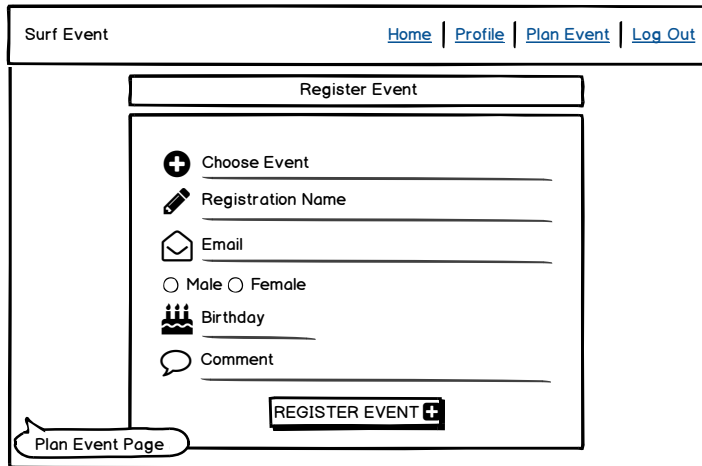 Surf Event Home Profile Plan Event Log Out
Register Event
Choose Event
Registration Name
Email
Male Female
Birthday
Comment
REGISTER EVENT
Plan Event Page